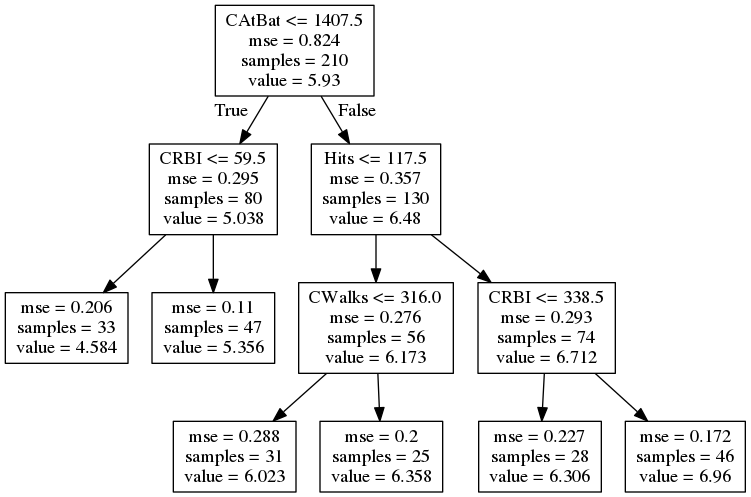 CAtBat <= 1407.5
mse = 0.824
samples = 210
value = 5.93
True
False
CRBI <= 59.5
mse = 0.295
samples = 80
value = 5.038
Hits <= 117.5
mse = 0.357
samples = 130
value = 6.48
mse = 0.206
samples = 33
value = 4.584
mse = 0.11
samples = 47
value = 5.356
CWalks <= 316.0
mse = 0.276
samples = 56
value = 6.173
CRBI <= 338.5
mse = 0.293
samples = 74
value = 6.712
mse = 0.288
samples = 31
value = 6.023
mse = 0.2
samples = 25
value = 6.358
mse = 0.227
samples = 28
value = 6.306
mse = 0.172
samples = 46
value = 6.96